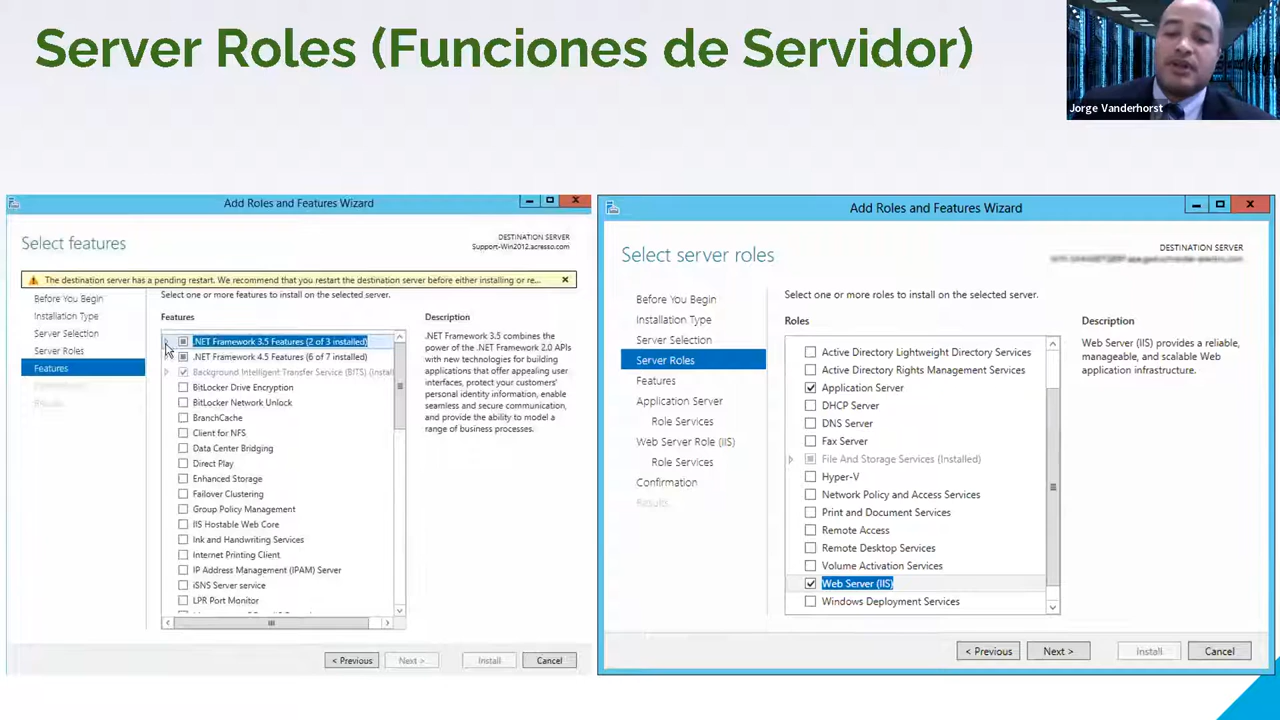 Server Roles (Funciones de Servidor)
Jorge Vanderhorst
Add Roles and Features Wizard
Select features
DESTINATION SERVER
Support-Win2012.acresso.com
The destination server has a pending restart. We recommend that you restart the destination server before either installing or re...
Before You Begin
Installation Type
Server Selection
Server Roles
Features
Select one or more features to install on the selected server.
Features
.NET Framework 3.5 Features (2 of 3 installed)
.NET Framework 4.5 Features (6 of 7 installed)
Background Intelligent Transfer Service (BITS) (Instal
BitLocker Drive Encryption
BitLocker Network Unlock
BranchCache
Client for NFS
Data Center Bridging
Direct Play
Enhanced Storage
Failover Clustering
Group Policy Management
IIS Hostable Web Core
Ink and Handwriting Services
Internet Printing Client
IP Address Management (IPAM) Server
iSNS Server service
LPR Port Monitor
Description
.NET Framework 3.5 combines the
power of the .NET Framework 2.0 APIs
with new technologies for building
applications that offer appealing user
interfaces, protect your customers'
personal identity information, enable
seamless and secure communication,
and provide the ability to model a
range of business processes.
< Previous
Next >
Install
Cancel
Add Roles and Features Wizard
Select server roles
DESTINATION SERVER
Before You Begin
Installation Type
Server Selection
Server Roles
Features
Application Server
Role Services
Web Server Role (IIS)
Role Services
Confirmation
Results
Select one or more roles to install on the selected server.
Roles
Active Directory Lightweight Directory Services
Active Directory Rights Management Services
Application Server
DHCP Server
DNS Server
Fax Server
File And Storage Services (Installed)
Hyper-V
Network Policy and Access Services
Print and Document Services
Remote Access
Remote Desktop Services
Volume Activation Services
Web Server (IIS)
Windows Deployment Services
Description
Web Server (IIS) provides a reliable,
manageable, and scalable Web
application infrastructure.
< Previous
Next >
Install
Cancel